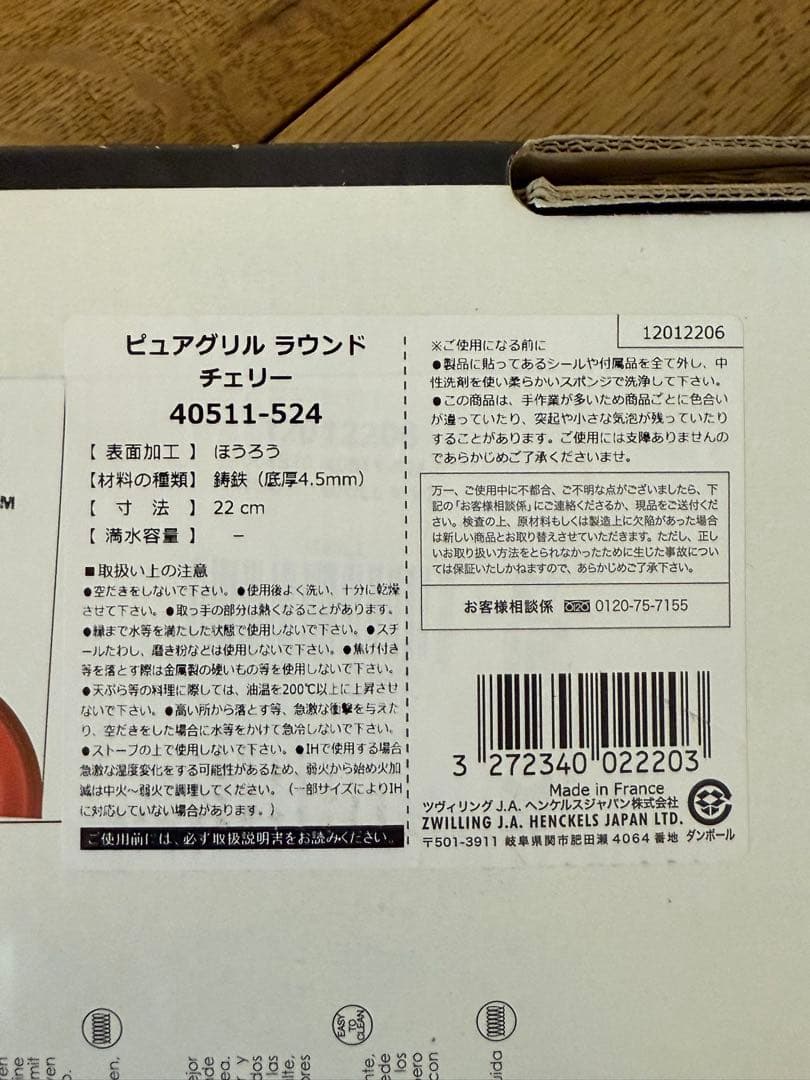 12012206
ピュアグリル ラウンド
チェリー
40511-524
【 表面加工 】 ほうろう
【材料の種類】 鋳鉄（底厚4.5mm）
【 寸 法 】 22 cm
【 満水容量 】 －
■取扱い上の注意
●空だきをしないで下さい。●使用後よく洗い、十分に乾燥
させて下さい。●取っ手の部分は熱くなることがあります。
●縁まで水等を満たした状態で使用しないで下さい。●スチ
ールたわし、磨き粉などは使用しないで下さい。●焦げ付き
等を落とす際は金属製の硬いもの等を使用しないで下さい。
●天ぷら等の料理に際しては、油温を200℃以上に上昇させ
ないで下さい。●高い所から落とす等、急激な衝撃を与えた
り、空だきをした場合に水等をかけて急冷しないで下さい。
●ストーブの上で使用しないで下さい。●IHで使用する場合
急激な温度変化をする可能性があるため、弱火から始め火加
減は中火～弱火で調理してください。（一部サイズによりIH
に対応していない場合があります。）
ご使用前には、必ず取扱説明書をお読みください。
※ご使用になる前に
●製品に貼ってあるシールや付属品を全て外し、中
性洗剤を使い柔らかいスポンジで洗浄して下さい。
●この商品は、手作業が多いため商品ごとに色合い
が違っていたり、突起や小さな気泡が残っていたり
することがあります。ご使用には支障ありませんの
であらかじめご了承くださいませ。
万一、ご使用中に不都合、ご不明な点がございましたら、下
記の「お客様相談係」にご連絡くださるか、現品をご送付くださ
い。検査の上、原材料もしくは製造上に欠陥があった場合
は新しい商品とお取り替えさせていただきます。ただし、正し
いお取り扱い方法をとられなかったために生じた事故につい
ては保証いたしかねますので、あらかじめご了承下さい。
お客様相談係 0120-75-7155
3 272340 022203
Made in France
ツヴィリング J.A. ヘンケルスジャパン株式会社
ZWILLING J.A. HENCKELS JAPAN LTD.
〒501-3911 岐阜県関市肥田瀬 4064 番地
ダンボール
M
EASY TO CLEAN